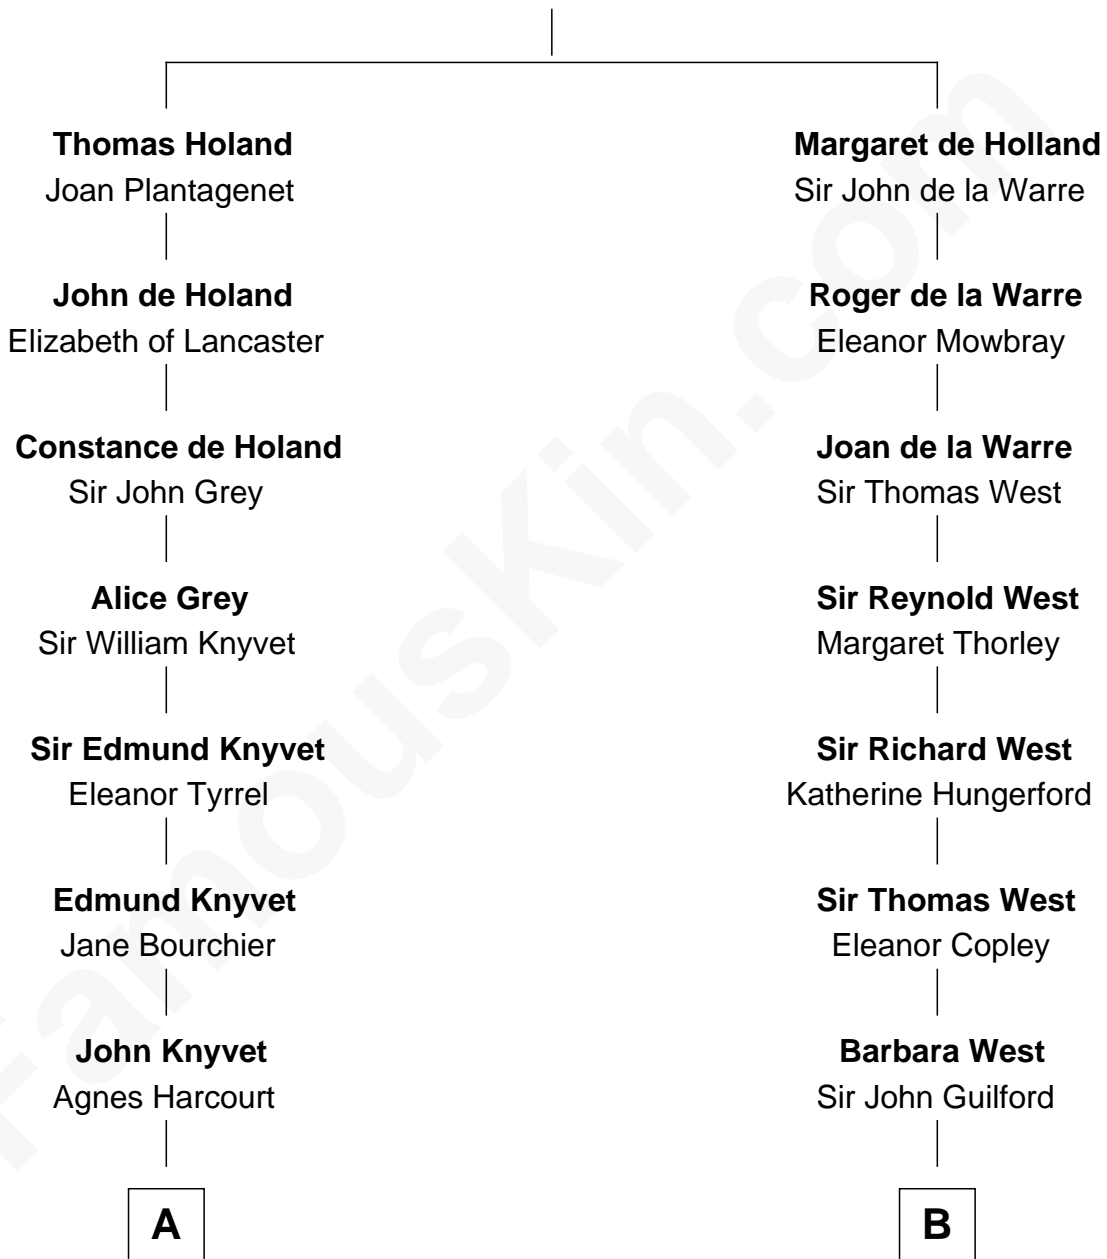 Thomas Holand
Joan Plantagenet
John de Holand
Elizabeth of Lancaster
Constance de Holand
Sir John Grey
Alice Grey
Sir William Knyvet
Sir Edmund Knyvet
Eleanor Tyrrel
Edmund Knyvet
Jane Bourchier
John Knyvet
Agnes Harcourt
A
Margaret de Holland
Sir John de la Warre
Roger de la Warre
Eleanor Mowbray
Joan de la Warre
Sir Thomas West
Sir Reynold West
Margaret Thorley
Sir Richard West
Katherine Hungerford
Sir Thomas West
Eleanor Copley
Barbara West
Sir John Guilford
B
FamousKin.com